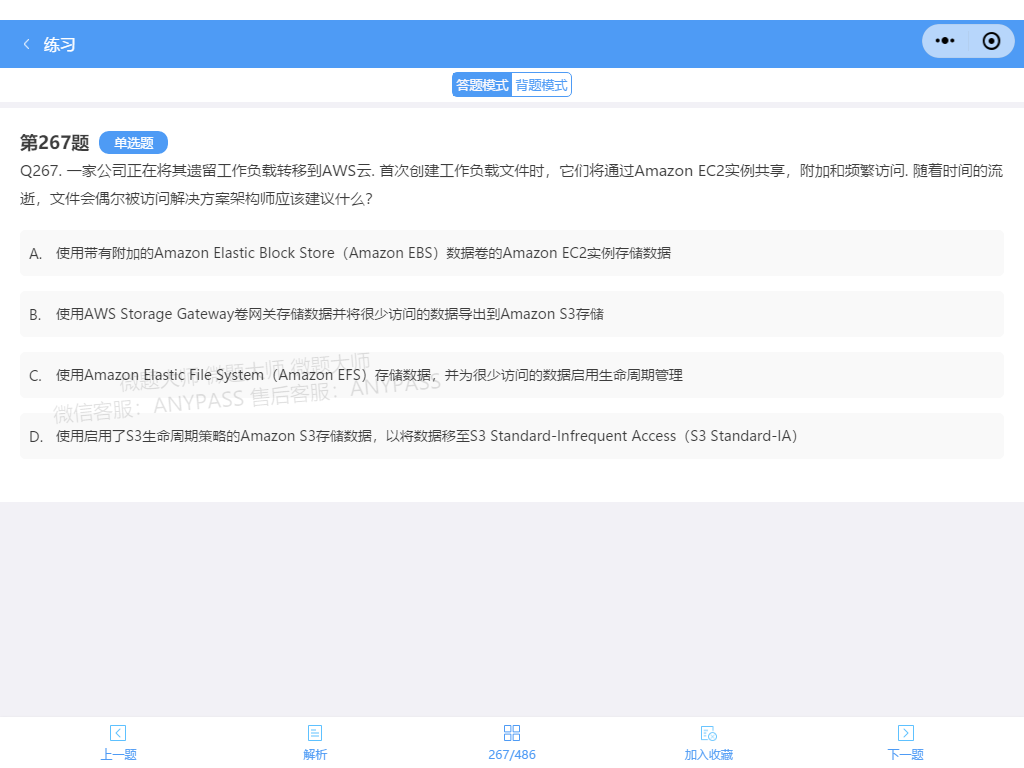 练习
答题模式 背题模式
第267题 单选题
Q267. 一家公司正在将其遗留工作负载转移到AWS云. 首次创建工作负载文件时，它们将通过Amazon EC2实例共享，附加和频繁访问. 随着时间的流
逝，文件会偶尔被访问解决方案架构师应该建议什么？
A. 使用带有附加的Amazon Elastic Block Store（Amazon EBS）数据卷的Amazon EC2实例存储数据
B. 使用AWS Storage Gateway卷网关存储数据并将很少访问的数据导出到Amazon S3存储
微题大师 微题大师 微题大师
C. 使用Amazon Elastic File System（Amazon EFS）存储数据，并为很少访问的数据启用生命周期管理
微信客服：ANYPASS 售后客服：ANYPASS
D. 使用启用了S3生命周期策略的Amazon S3存储数据，以将数据移至S3 Standard-Infrequent Access（S3 Standard-IA）
上一题 解析 267/486 加入收藏 下一题